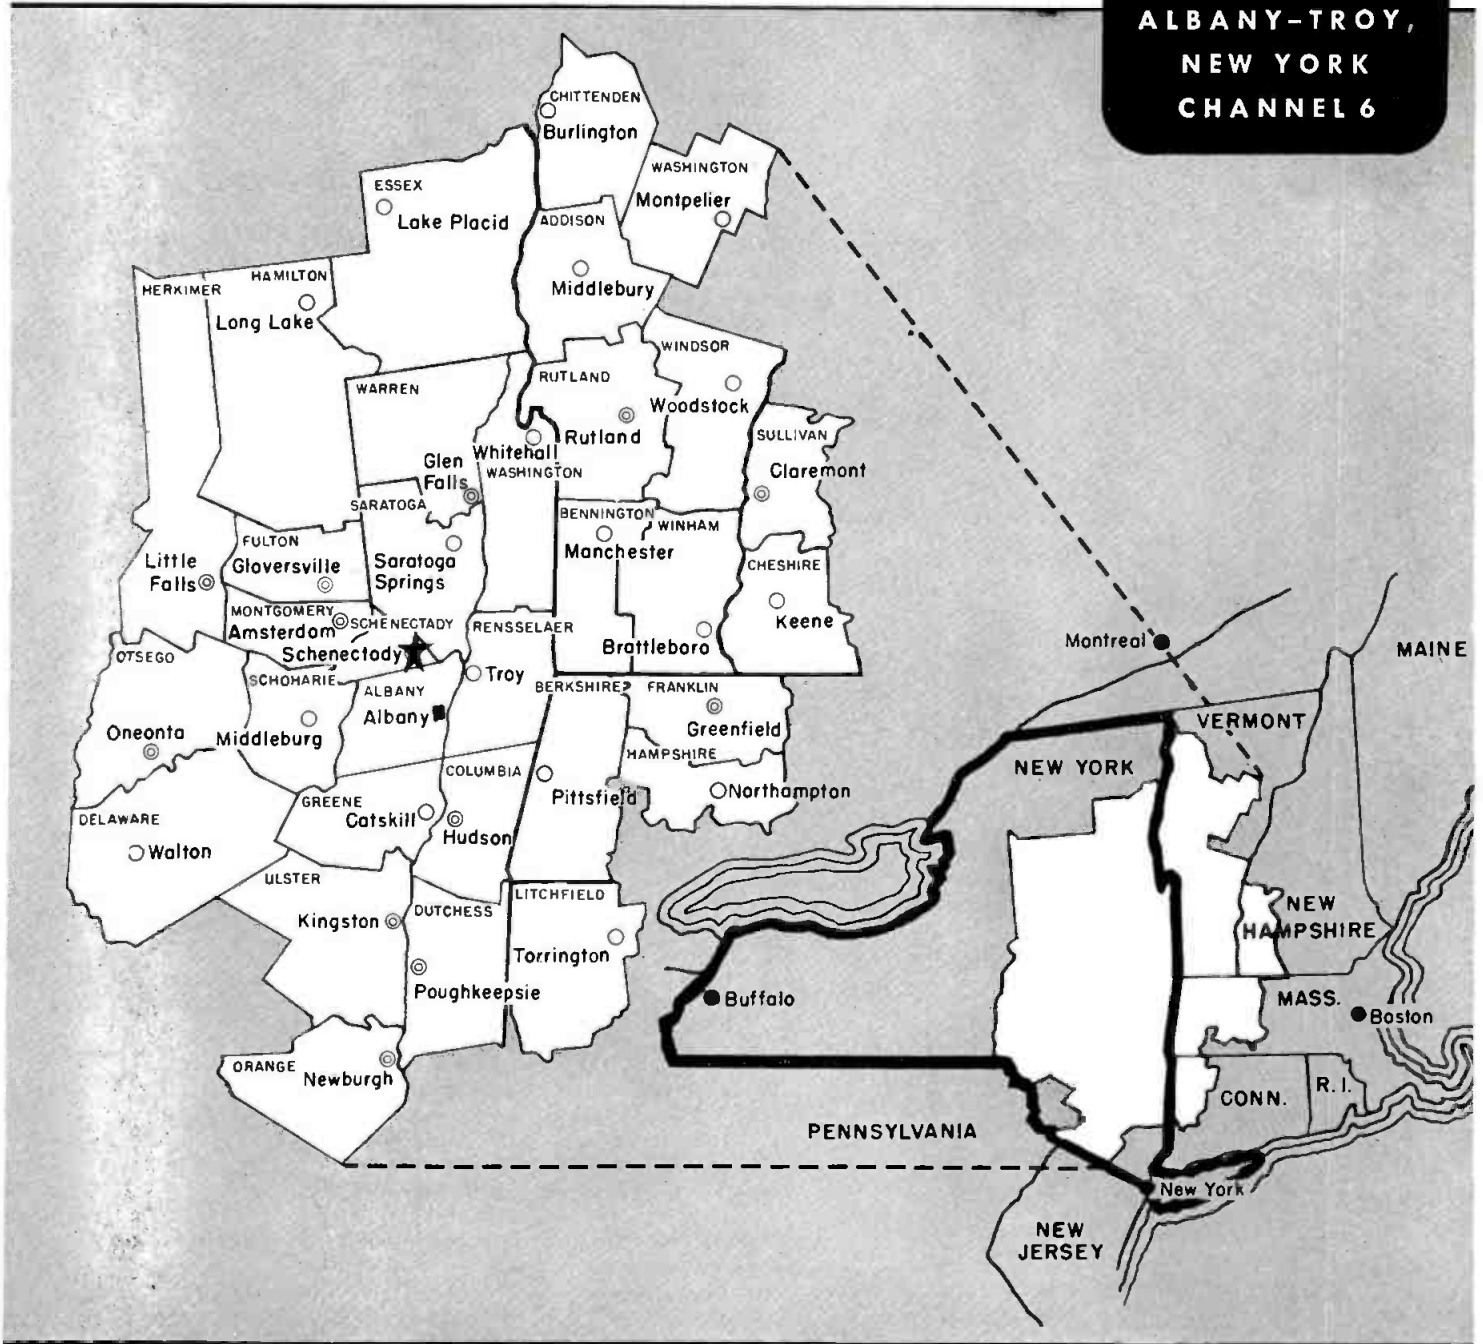 ALBANY–TROY,
NEW YORK
CHANNEL 6
CHITTENDEN
Burlington
WASHINGTON
Montpelier
ESSEX
Lake Placid
ADDISON
Middlebury
HERKIMER
HAMILTON
Long Lake
WARREN
RUTLAND
Rutland
WINDSOR
Woodstock
SULLIVAN
Claremont
Glen
Falls
Whitehall
WASHINGTON
SARATOGA
Saratoga
Springs
BENNINGTON
Manchester
WINHAM
Brattleboro
CHESHIRE
Keene
Little
Falls
FULTON
Gloversville
MONTGOMERY
Amsterdam
SCHENECTADY
Schenectady
RENSSELAER
Troy
OTSEGO
Oneonta
SCHOHARIE
Middleburg
ALBANY
Albany
BERKSHIRE
Pittsfield
FRANKLIN
Greenfield
HAMPSHIRE
Northampton
COLUMBIA
Hudson
GREENE
Catskill
DELAWARE
Walton
ULSTER
Kingston
DUTCHESS
Poughkeepsie
LITCHFIELD
Torrington
ORANGE
Newburgh
Montreal
MAINE
VERMONT
NEW YORK
NEW
HAMPSHIRE
MASS.
Boston
Buffalo
CONN.
R.I.
PENNSYLVANIA
New York
NEW
JERSEY